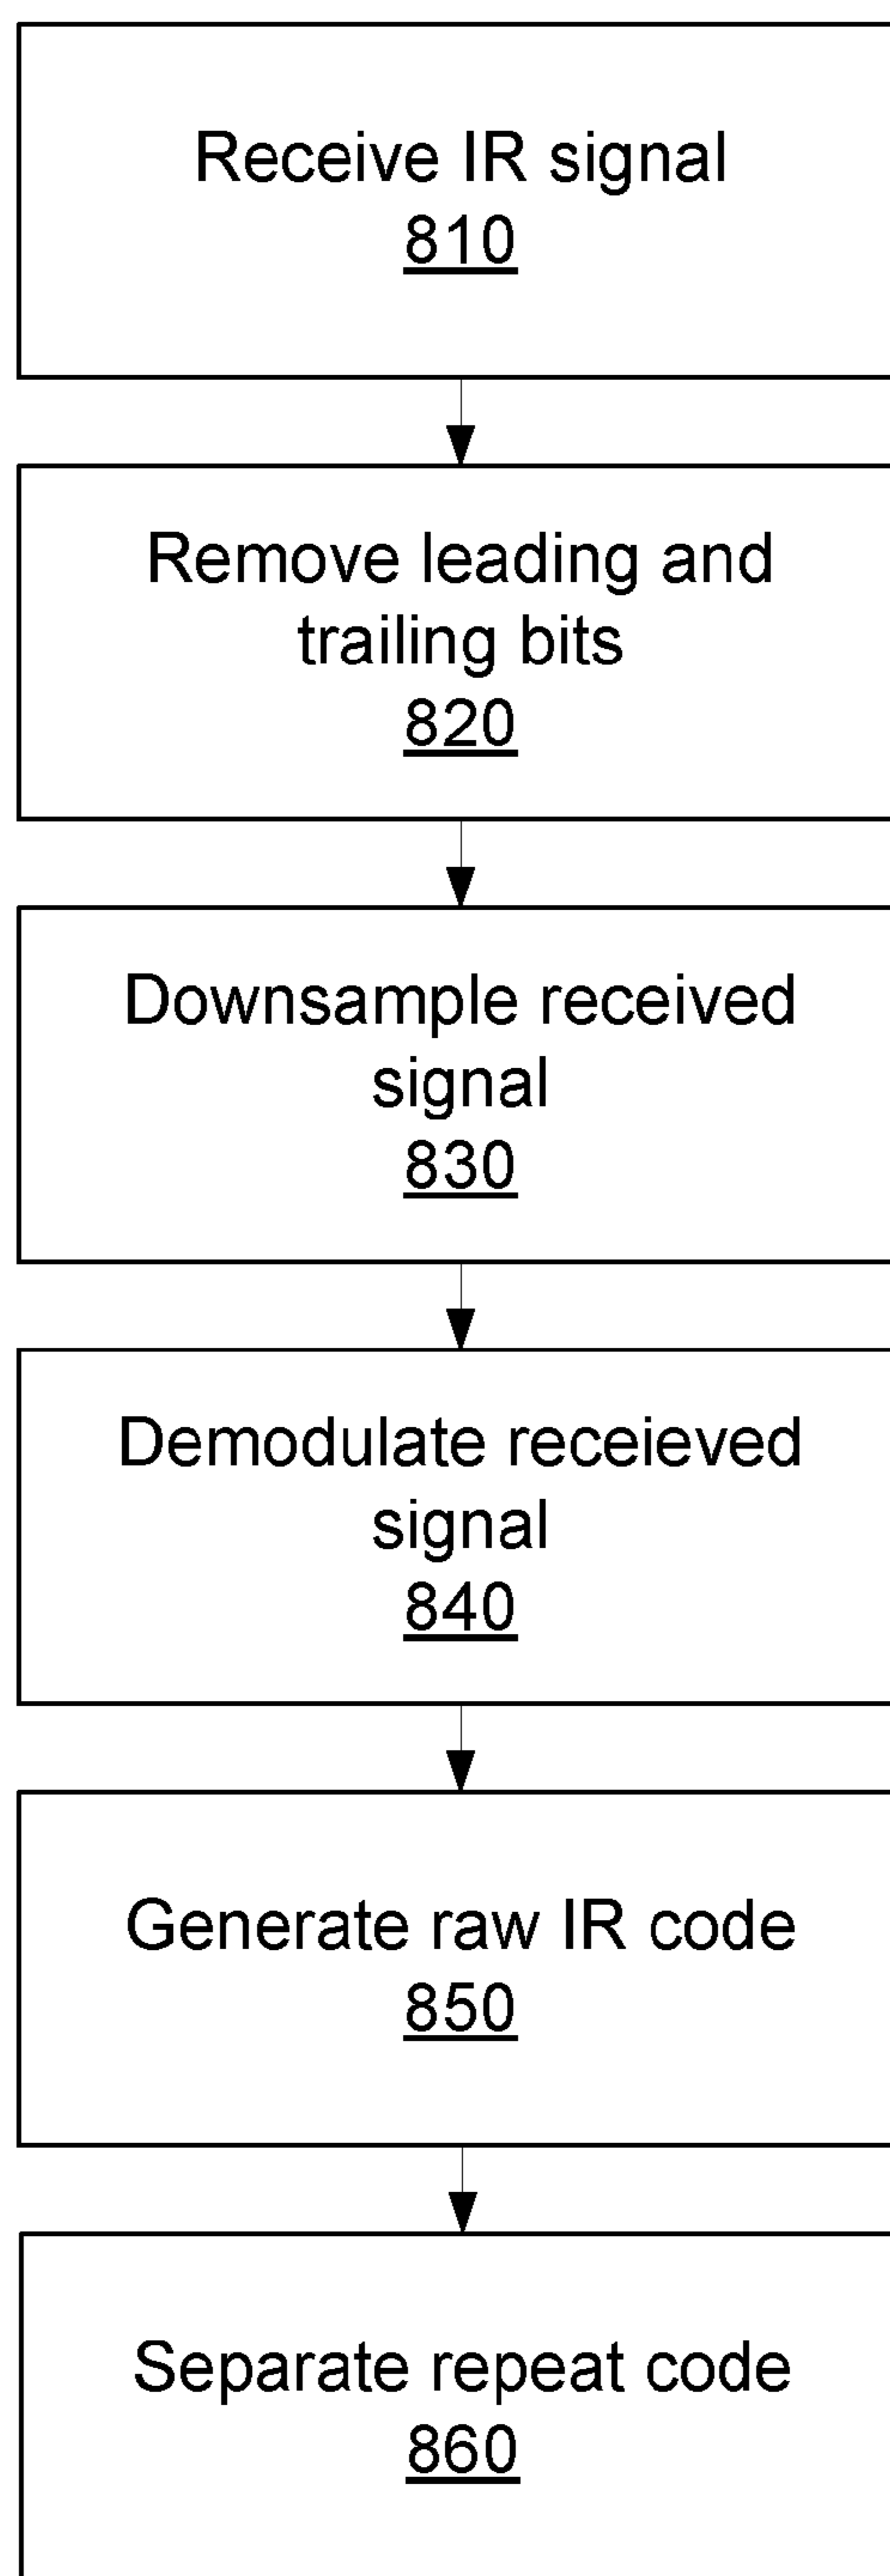 Receive IR signal
810
Remove leading and
trailing bits
820
Downsample received
signal
830
Demodulate receieved
signal
840
Generate raw IR code
850
Separate repeat code
860